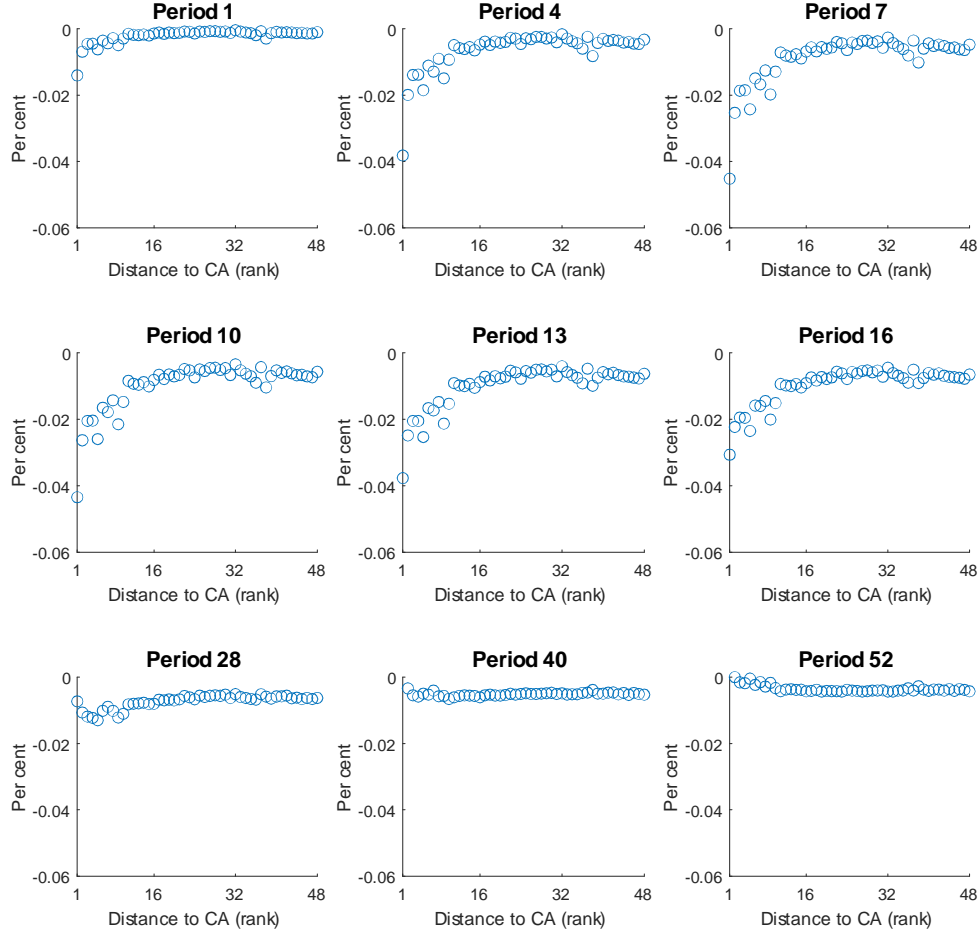 Period 1
Per cent
0
-0.02
-0.04
-0.06
1 16 32 48
Distance to CA (rank)
Period 4
Per cent
0
-0.02
-0.04
-0.06
1 16 32 48
Distance to CA (rank)
Period 7
Per cent
0
-0.02
-0.04
-0.06
1 16 32 48
Distance to CA (rank)
Period 10
Per cent
0
-0.02
-0.04
-0.06
1 16 32 48
Distance to CA (rank)
Period 13
Per cent
0
-0.02
-0.04
-0.06
1 16 32 48
Distance to CA (rank)
Period 16
Per cent
0
-0.02
-0.04
-0.06
1 16 32 48
Distance to CA (rank)
Period 28
Per cent
0
-0.02
-0.04
-0.06
1 16 32 48
Distance to CA (rank)
Period 40
Per cent
0
-0.02
-0.04
-0.06
1 16 32 48
Distance to CA (rank)
Period 52
Per cent
0
-0.02
-0.04
-0.06
1 16 32 48
Distance to CA (rank)